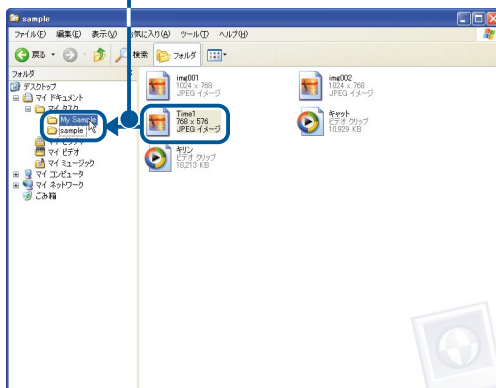 sample
ファイル(F) 編集(E) 表示(V) お気に入り(A) ツール(T) ヘルプ(H)
戻る 検索 フォルダ
フォルダ
デスクトップ
マイ ドキュメント
マイ タスク
My Sample
sample
マイ ビデオ
マイ ミュージック
マイ コンピュータ
マイ ネットワーク
ごみ箱
img001
1024 x 768
JPEG イメージ
img002
1024 x 768
JPEG イメージ
Time1
768 x 576
JPEG イメージ
キャット
ビデオ クリップ
10,929 KB
キリン
ビデオ クリップ
18,213 KB